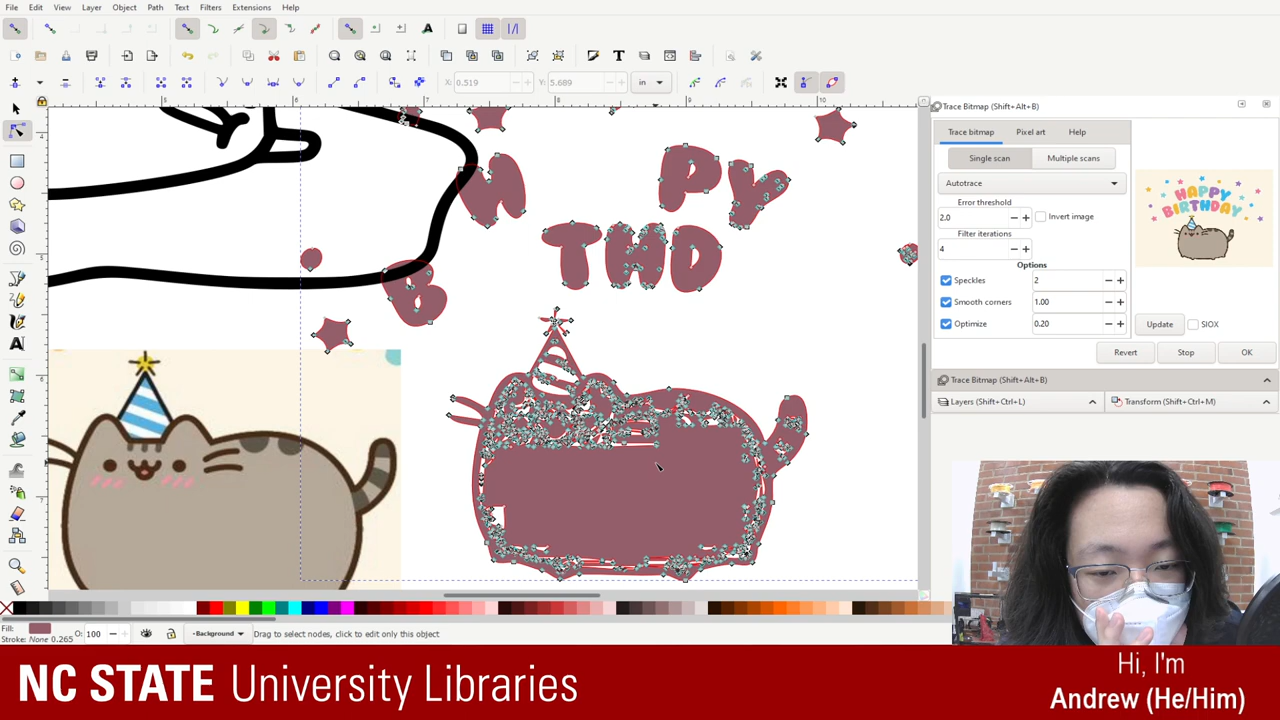 File Edit View Layer Object Path Text Filters Extensions Help
X: 0.519 Y: 5.689 in
Trace Bitmap (Shift+Alt+B)
Trace bitmap Pixel art Help
Single scan Multiple scans
Autotrace
Error threshold
2.0 Invert image
Filter iterations
4
Options
Speckles 2
Smooth corners 1.00
Optimize 0.20
Update SIOX
Revert Stop OK
Trace Bitmap (Shift+Alt+B)
Layers (Shift+Ctrl+L) Transform (Shift+Ctrl+M)
HAPPY
BIRTHDAY
P Y
T H D
B
Fill:
Stroke: None 0.265 O: 100 Background Drag to select nodes, click to edit only this object
NC STATE University Libraries
Hi, I'm
Andrew (He/Him)